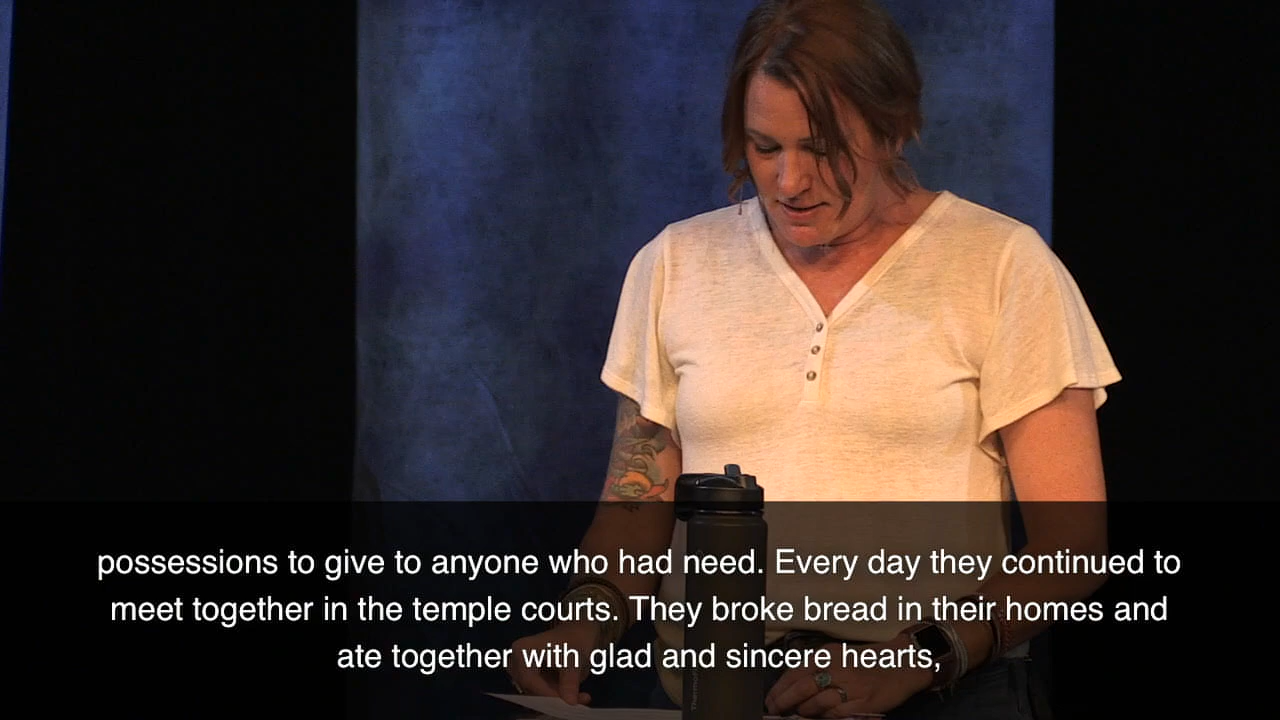 possessions to give to anyone who had need. Every day they continued to
meet together in the temple courts. They broke bread in their homes and
ate together with glad and sincere hearts,